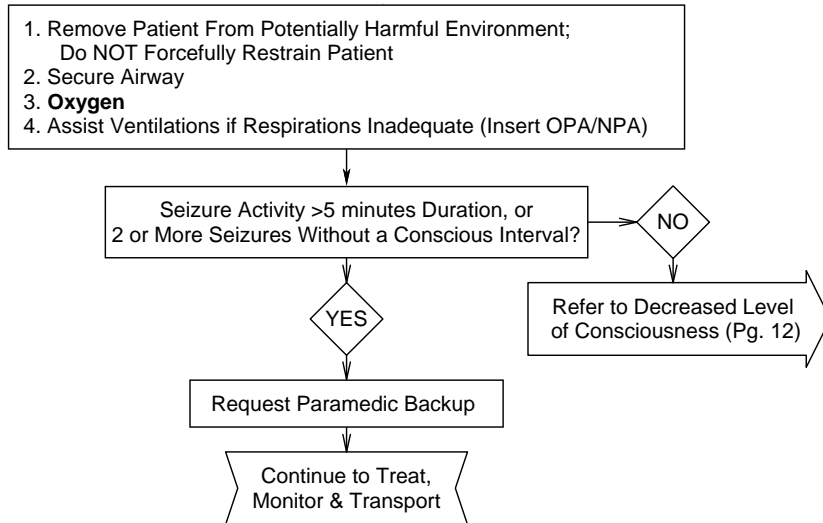 1. Remove Patient From Potentially Harmful Environment;
Do NOT Forcefully Restrain Patient
2. Secure Airway
3. Oxygen
4. Assist Ventilations if Respirations Inadequate (Insert OPA/NPA)
Seizure Activity >5 minutes Duration, or
2 or More Seizures Without a Conscious Interval?
NO
YES
Refer to Decreased Level
of Consciousness (Pg. 12)
Request Paramedic Backup
Continue to Treat,
Monitor & Transport